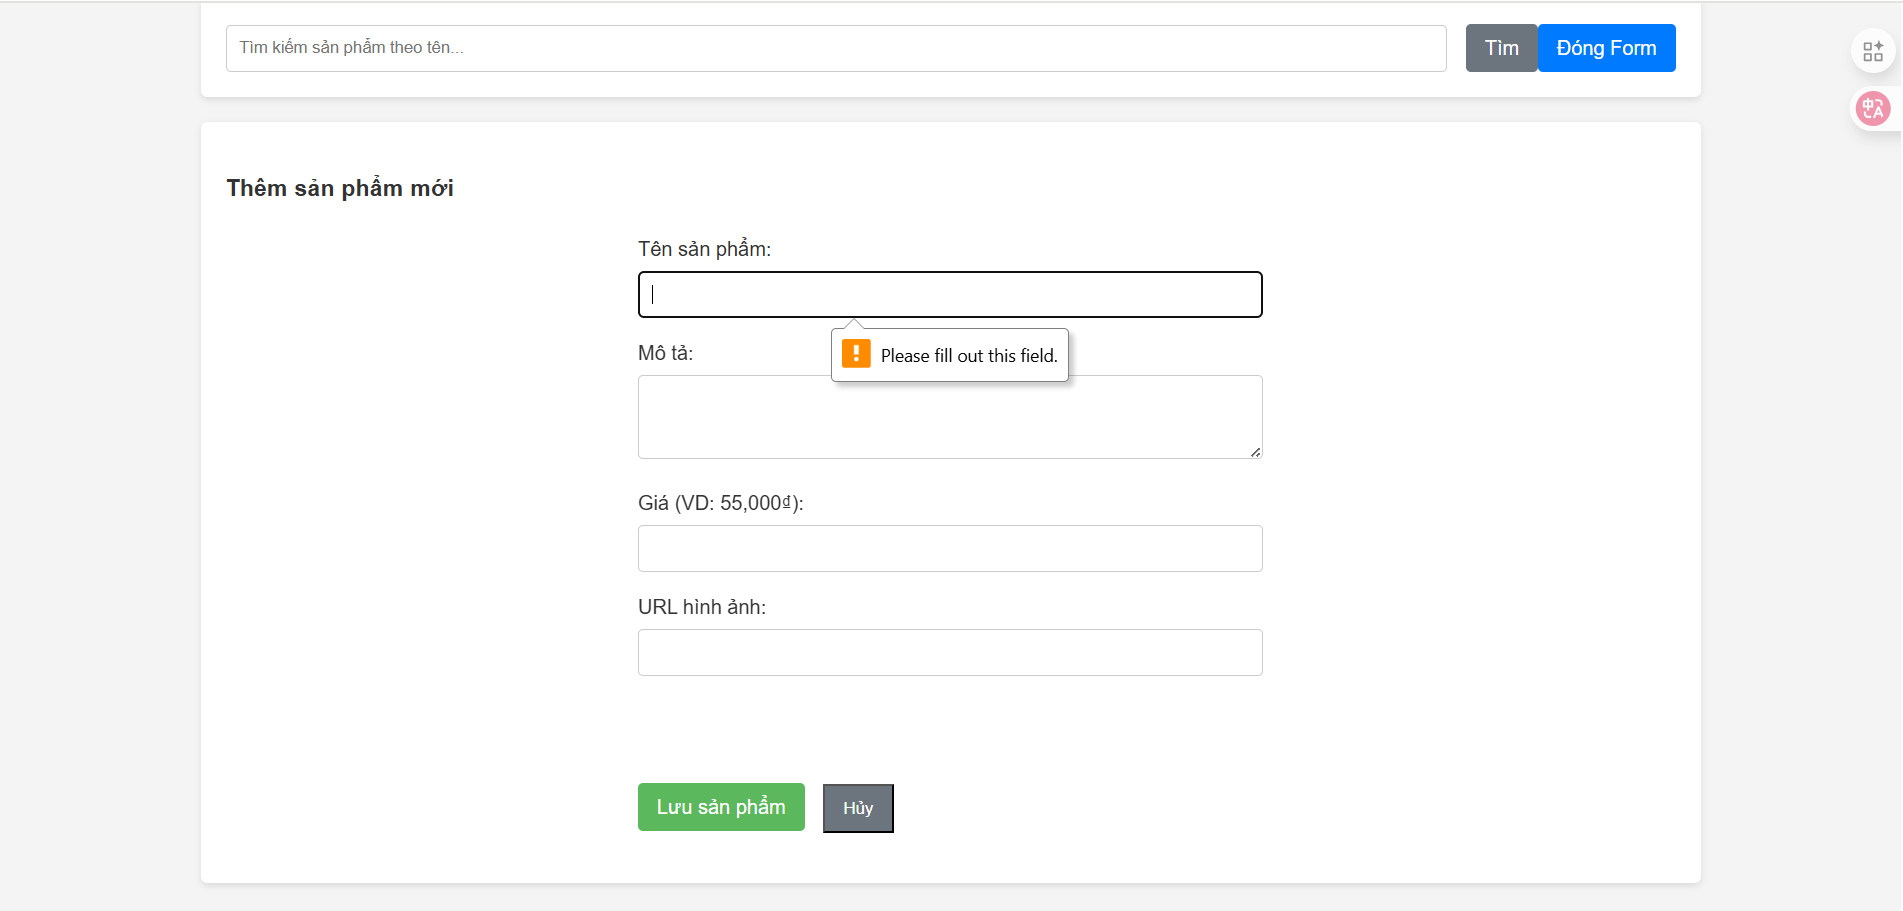 Tìm kiếm sản phẩm theo tên...
Tìm
Đóng Form
Thêm sản phẩm mới
Tên sản phẩm:
Please fill out this field.
Mô tả:
Giá (VD: 55,000₫):
URL hình ảnh:
Lưu sản phẩm
Hủy